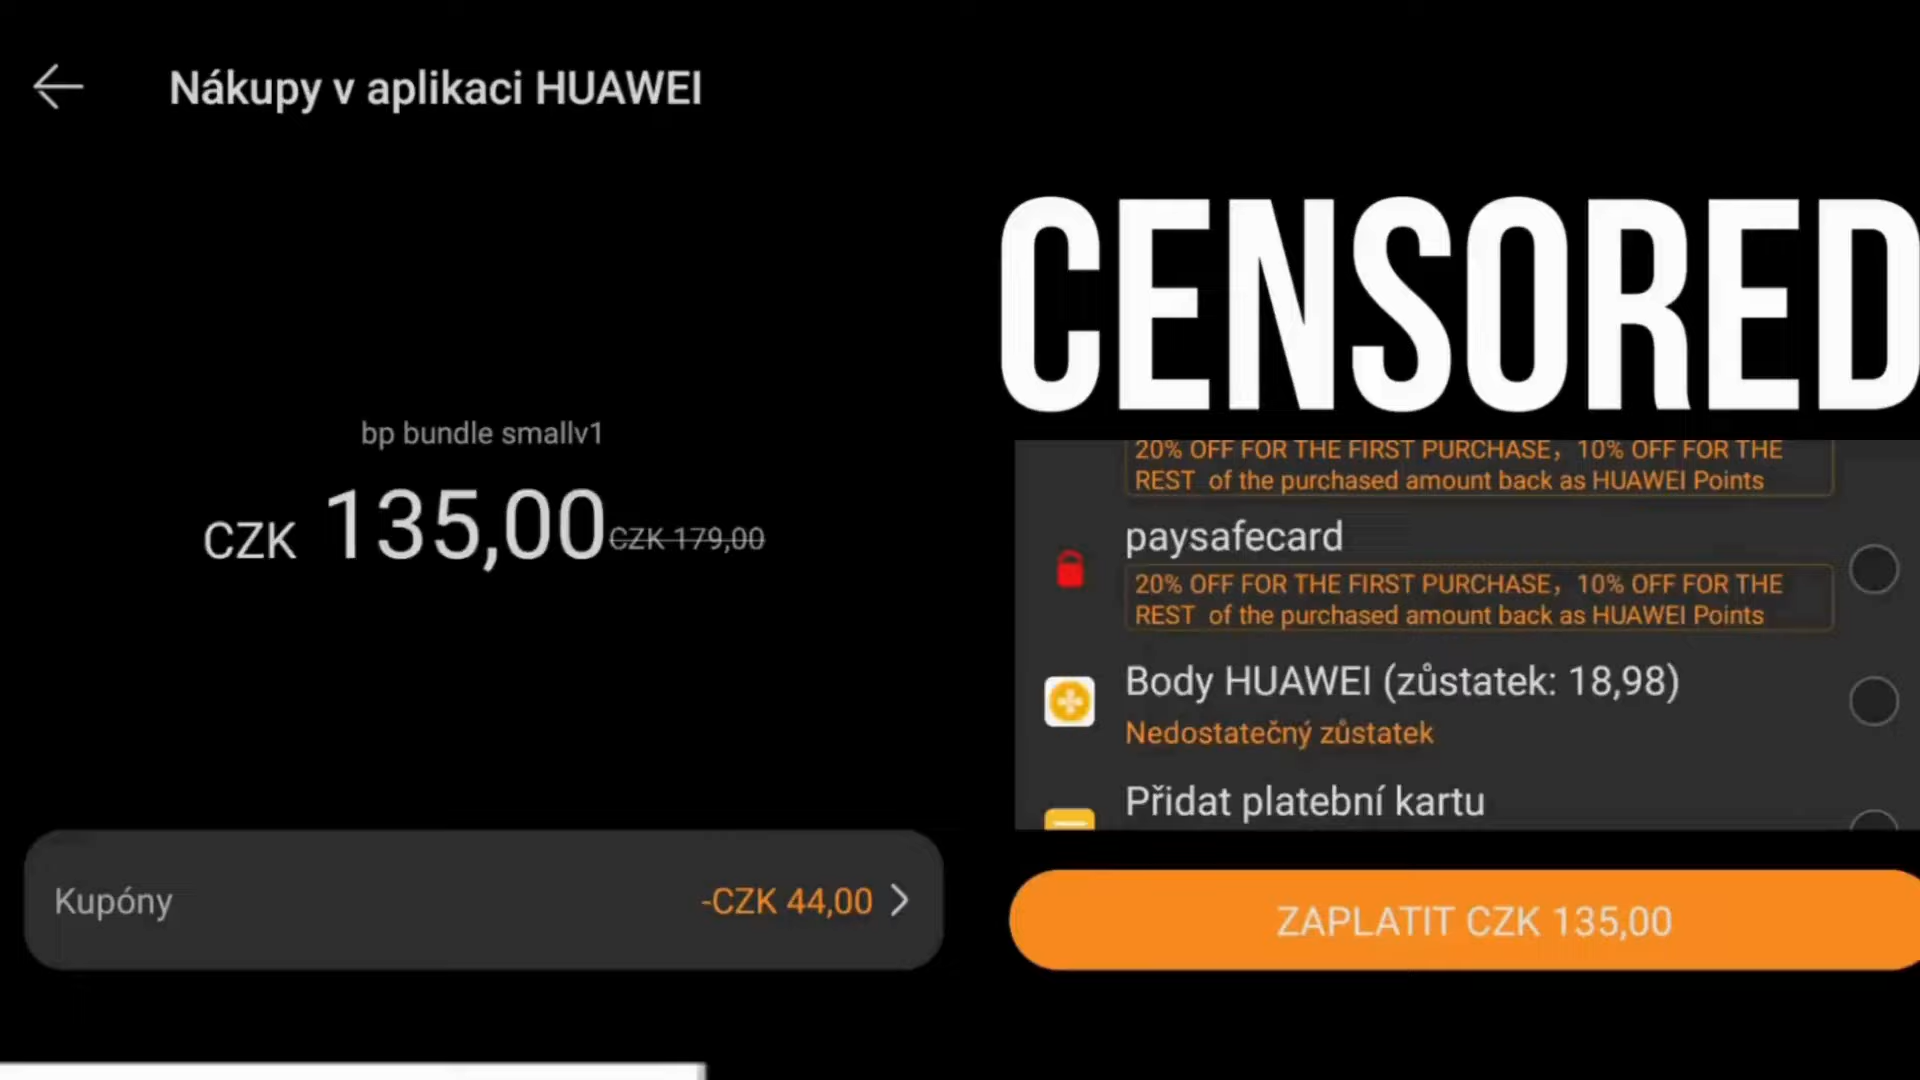 Nákupy v aplikaci HUAWEI
bp bundle smallv1
CZK 135,00 CZK 179,00
Kupóny -CZK 44,00
CENSORED
20% OFF FOR THE FIRST PURCHASE，10% OFF FOR THE
REST of the purchased amount back as HUAWEI Points
paysafecard
20% OFF FOR THE FIRST PURCHASE，10% OFF FOR THE
REST of the purchased amount back as HUAWEI Points
Body HUAWEI (zůstatek: 18,98)
Nedostatečný zůstatek
Přidat platební kartu
ZAPLATIT CZK 135,00